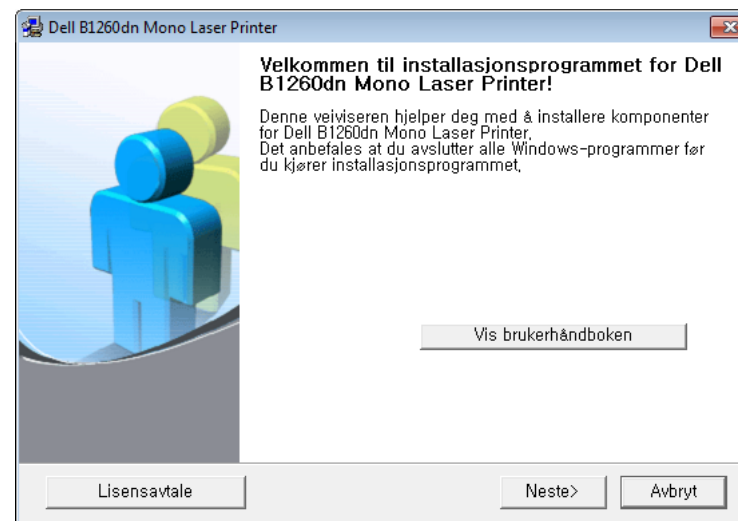 Dell B1260dn Mono Laser Printer
Velkommen til installasjonsprogrammet for Dell
B1260dn Mono Laser Printer!
Denne veiviseren hjelper deg med å installere komponenter
for Dell B1260dn Mono Laser Printer.
Det anbefales at du avslutter alle Windows-programmer før
du kjører installasjonsprogrammet.
Vis brukerhåndboken
Lisensavtale
Neste>
Avbryt